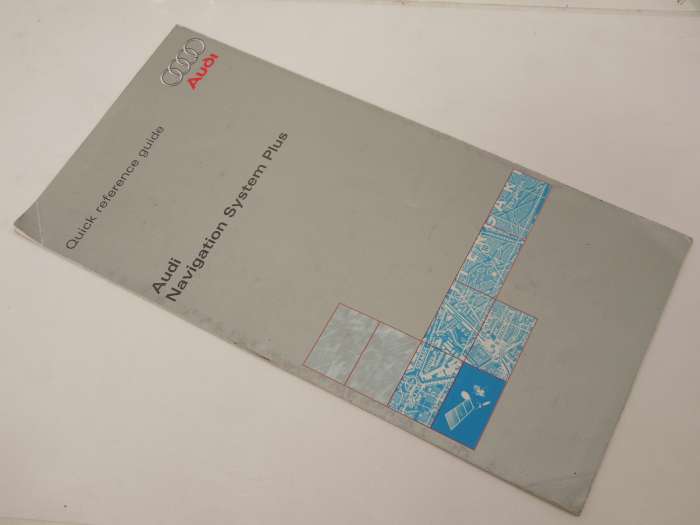 Audi
Quick reference guide
Audi
Navigation System Plus